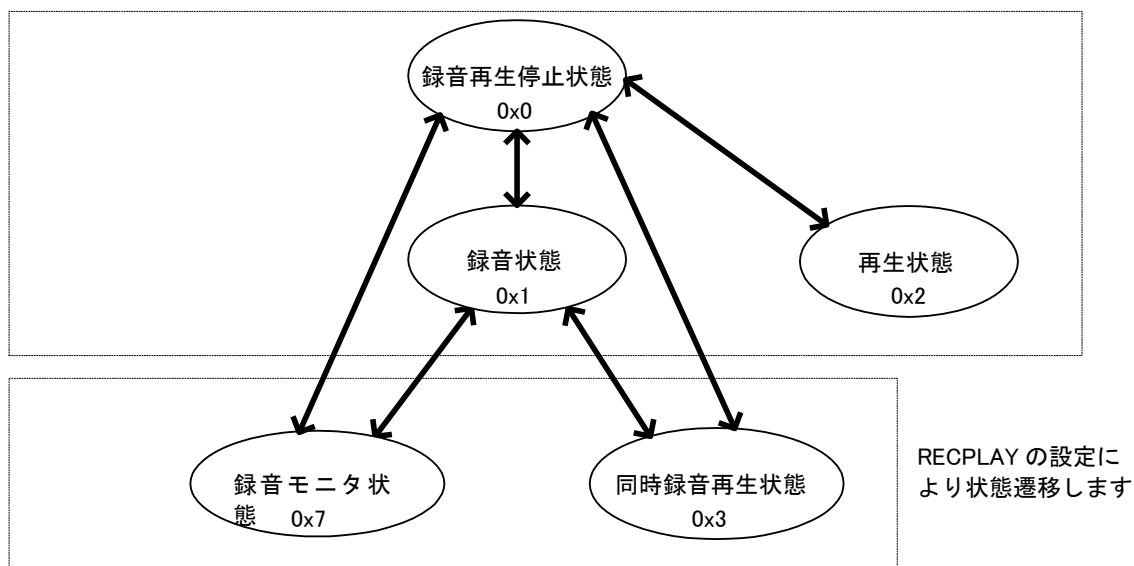 録音再生停止状態
0x0
録音状態
0x1
再生状態
0x2
録音モニタ状
態
0x7
同時録音再生状態
0x3
RECPLAY の設定に
より状態遷移します